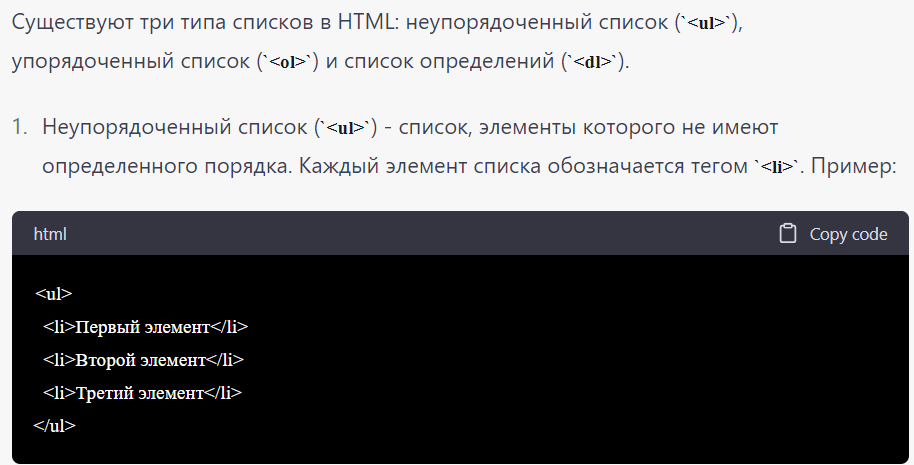 Существуют три типа списков в HTML: неупорядоченный список (`<ul>`),
упорядоченный список (`<ol>`) и список определений (`<dl>`).
1. Неупорядоченный список (`<ul>`) - список, элементы которого не имеют
определенного порядка. Каждый элемент списка обозначается тегом `<li>`. Пример:
html Copy code
<ul>
<li>Первый элемент</li>
<li>Второй элемент</li>
<li>Третий элемент</li>
</ul>